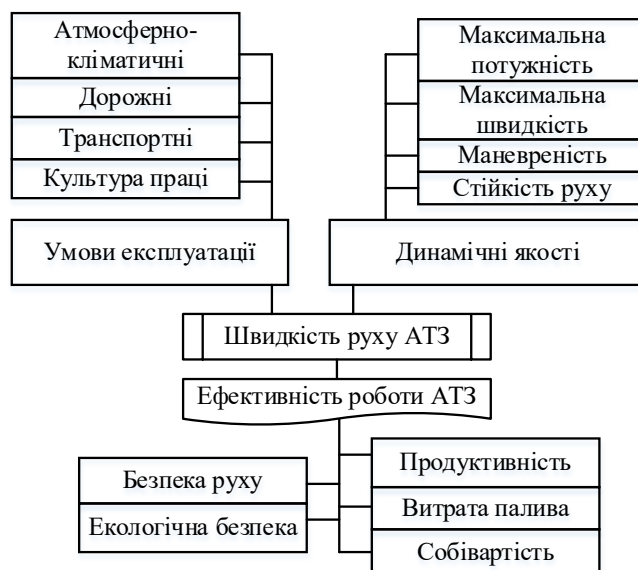 Атмосферно-
кліматичні
Дорожні
Транспортні
Культура праці
Умови експлуатації
Максимальна
потужність
Максимальна
швидкість
Маневреність
Стійкість руху
Динамічні якості
Швидкість руху АТЗ
Ефективність роботи АТЗ
Безпека руху
Екологічна безпека
Продуктивність
Витрата палива
Собівартість